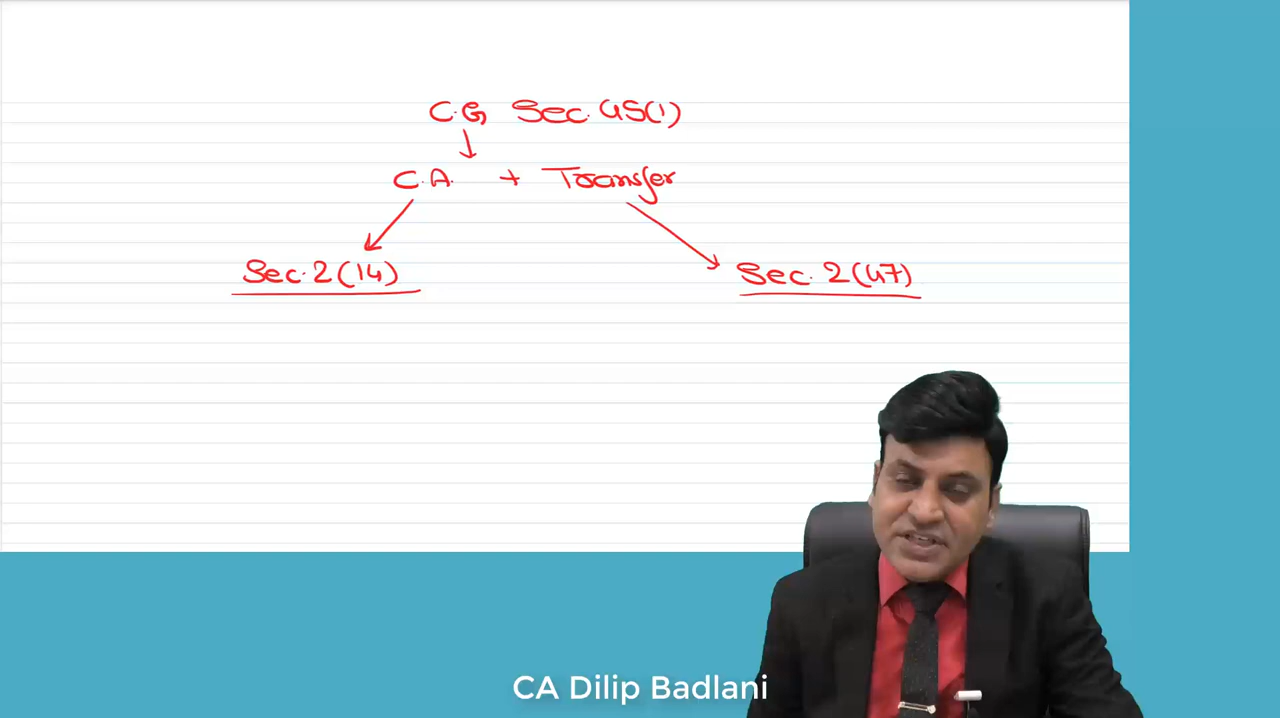 C.G. Sec. 45(1)
C.A. + Transfer
Sec. 2(14) Sec. 2(47)
CA Dilip Badlani